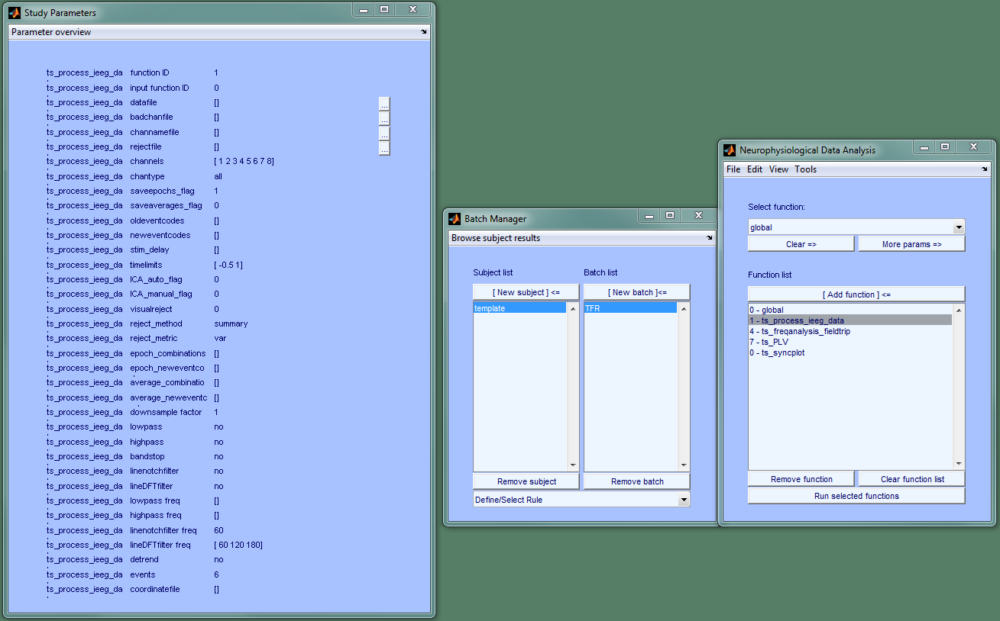 Study Parameters
Parameter overview
ts_process_ieeg_da function ID 1
ts_process_ieeg_da input function ID 0
ts_process_ieeg_da datafile [] ...
ts_process_ieeg_da badchanfile [] ...
ts_process_ieeg_da channamefile [] ...
ts_process_ieeg_da rejectfile [] ...
ts_process_ieeg_da channels [ 1 2 3 4 5 6 7 8]
ts_process_ieeg_da chantype all
ts_process_ieeg_da saveepochs_flag 1
ts_process_ieeg_da saveaverages_flag 0
ts_process_ieeg_da oldeventcodes []
ts_process_ieeg_da neweventcodes []
ts_process_ieeg_da stim_delay []
ts_process_ieeg_da timelimits [ -0.5 1]
ts_process_ieeg_da ICA_auto_flag 0
ts_process_ieeg_da ICA_manual_flag 0
ts_process_ieeg_da visualreject 0
ts_process_ieeg_da reject_method summary
ts_process_ieeg_da reject_metric var
ts_process_ieeg_da epoch_combinations []
ts_process_ieeg_da epoch_neweventco []
ts_process_ieeg_da average_combinatio []
ts_process_ieeg_da average_neweventc []
ts_process_ieeg_da downsample factor 1
ts_process_ieeg_da lowpass no
ts_process_ieeg_da highpass no
ts_process_ieeg_da bandstop no
ts_process_ieeg_da linenotchfilter no
ts_process_ieeg_da lineDFTfilter no
ts_process_ieeg_da lowpass freq []
ts_process_ieeg_da highpass freq []
ts_process_ieeg_da linenotchfilter freq 60
ts_process_ieeg_da lineDFTfilter freq [ 60 120 180]
ts_process_ieeg_da detrend no
ts_process_ieeg_da events 6
ts_process_ieeg_da coordinatefile []
Batch Manager
Browse subject results
Subject list Batch list
[ New subject ] <= [ New batch ]<=
template TFR
Remove subject Remove batch
Define/Select Rule
Neurophysiological Data Analysis
File Edit View Tools
Select function:
global
Clear => More params =>
Function list
[ Add function ] <=
0 - global
1 - ts_process_ieeg_data
4 - ts_freqanalysis_fieldtrip
7 - ts_PLV
0 - ts_syncplot
Remove function Clear function list
Run selected functions